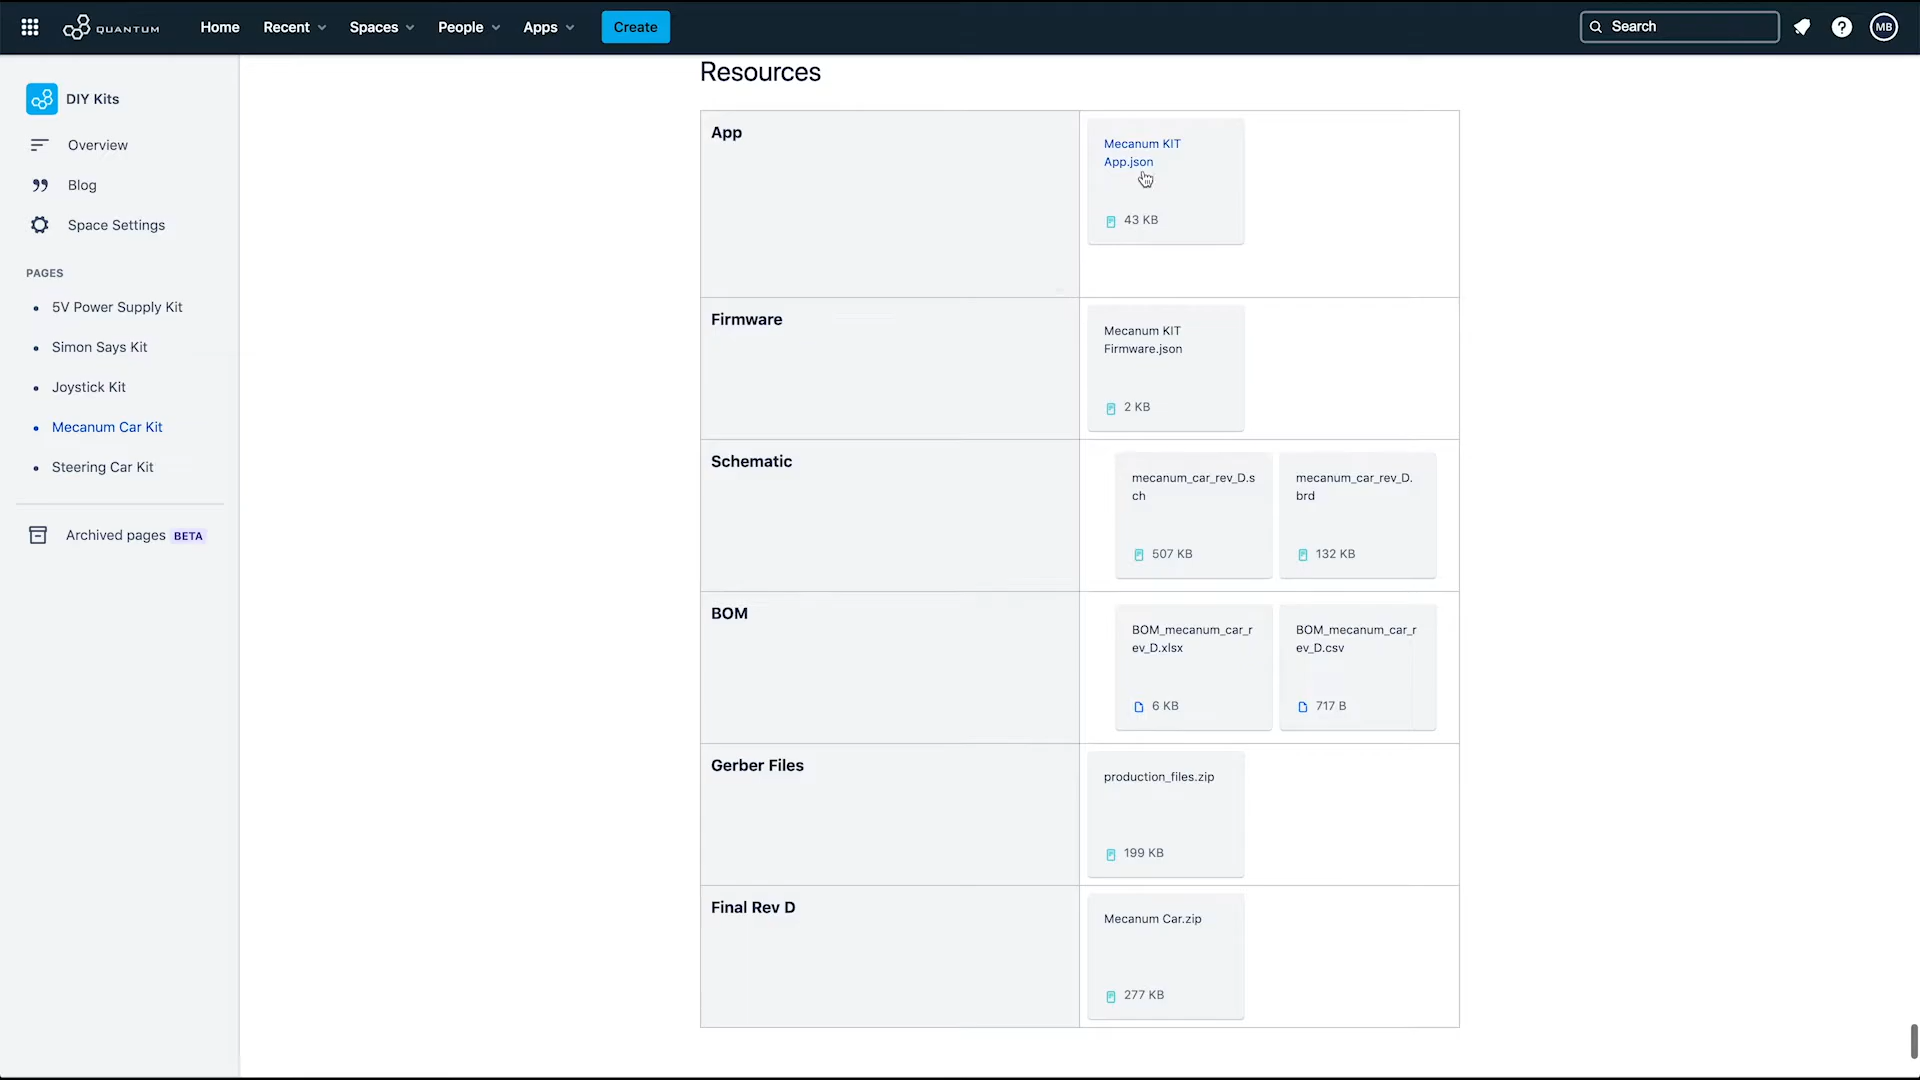 QUANTUM
Home
Recent
Spaces
People
Apps
Create
Search
MB
DIY Kits
Overview
Blog
Space Settings
PAGES
5V Power Supply Kit
Simon Says Kit
Joystick Kit
Mecanum Car Kit
Steering Car Kit
Archived pages BETA
Resources
App
Mecanum KIT
App.json
43 KB
Firmware
Mecanum KIT
Firmware.json
2 KB
Schematic
mecanum_car_rev_D.s
ch
507 KB
mecanum_car_rev_D.
brd
132 KB
BOM
BOM_mecanum_car_r
ev_D.xlsx
6 KB
BOM_mecanum_car_r
ev_D.csv
717 B
Gerber Files
production_files.zip
199 KB
Final Rev D
Mecanum Car.zip
277 KB